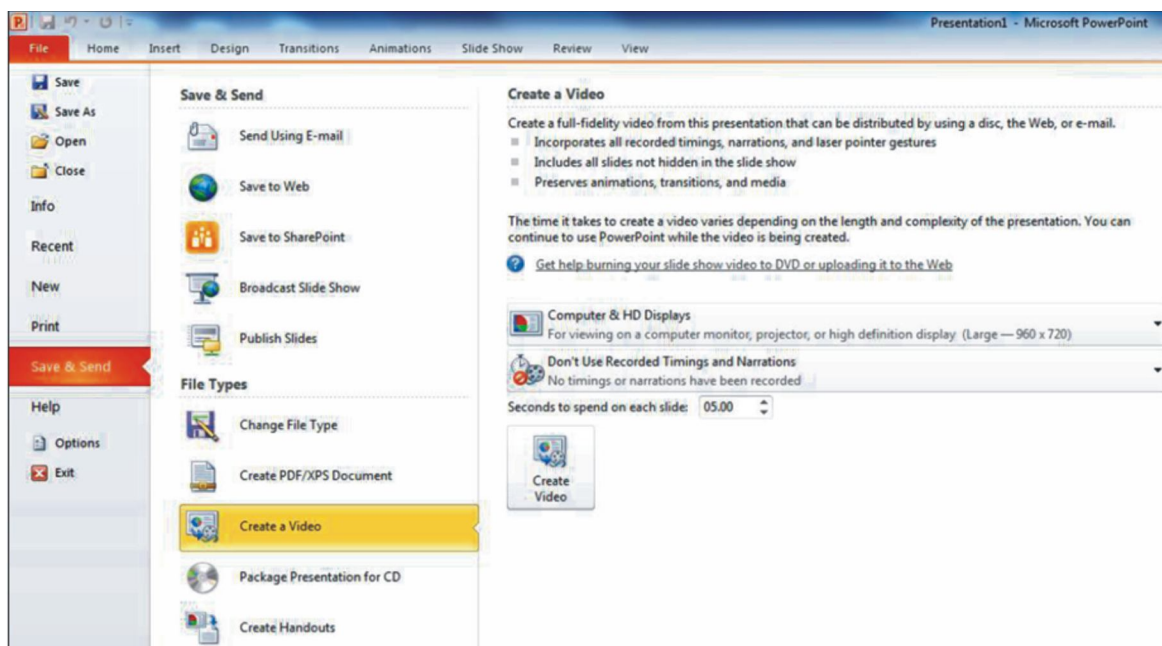 Presentation1 - Microsoft PowerPoint
File Home Insert Design Transitions Animations Slide Show Review View
Save
Save As
Open
Close
Info
Recent
New
Print
Save & Send
Help
Options
Exit
Save & Send
Send Using E-mail
Save to Web
Save to SharePoint
Broadcast Slide Show
Publish Slides
File Types
Change File Type
Create PDF/XPS Document
Create a Video
Package Presentation for CD
Create Handouts
Create a Video
Create a full-fidelity video from this presentation that can be distributed by using a disc, the Web, or e-mail.
Incorporates all recorded timings, narrations, and laser pointer gestures
Includes all slides not hidden in the slide show
Preserves animations, transitions, and media
The time it takes to create a video varies depending on the length and complexity of the presentation. You can
continue to use PowerPoint while the video is being created.
Get help burning your slide show video to DVD or uploading it to the Web
Computer & HD Displays
For viewing on a computer monitor, projector, or high definition display (Large — 960 x 720)
Don't Use Recorded Timings and Narrations
No timings or narrations have been recorded
Seconds to spend on each slide: 05.00
Create
Video